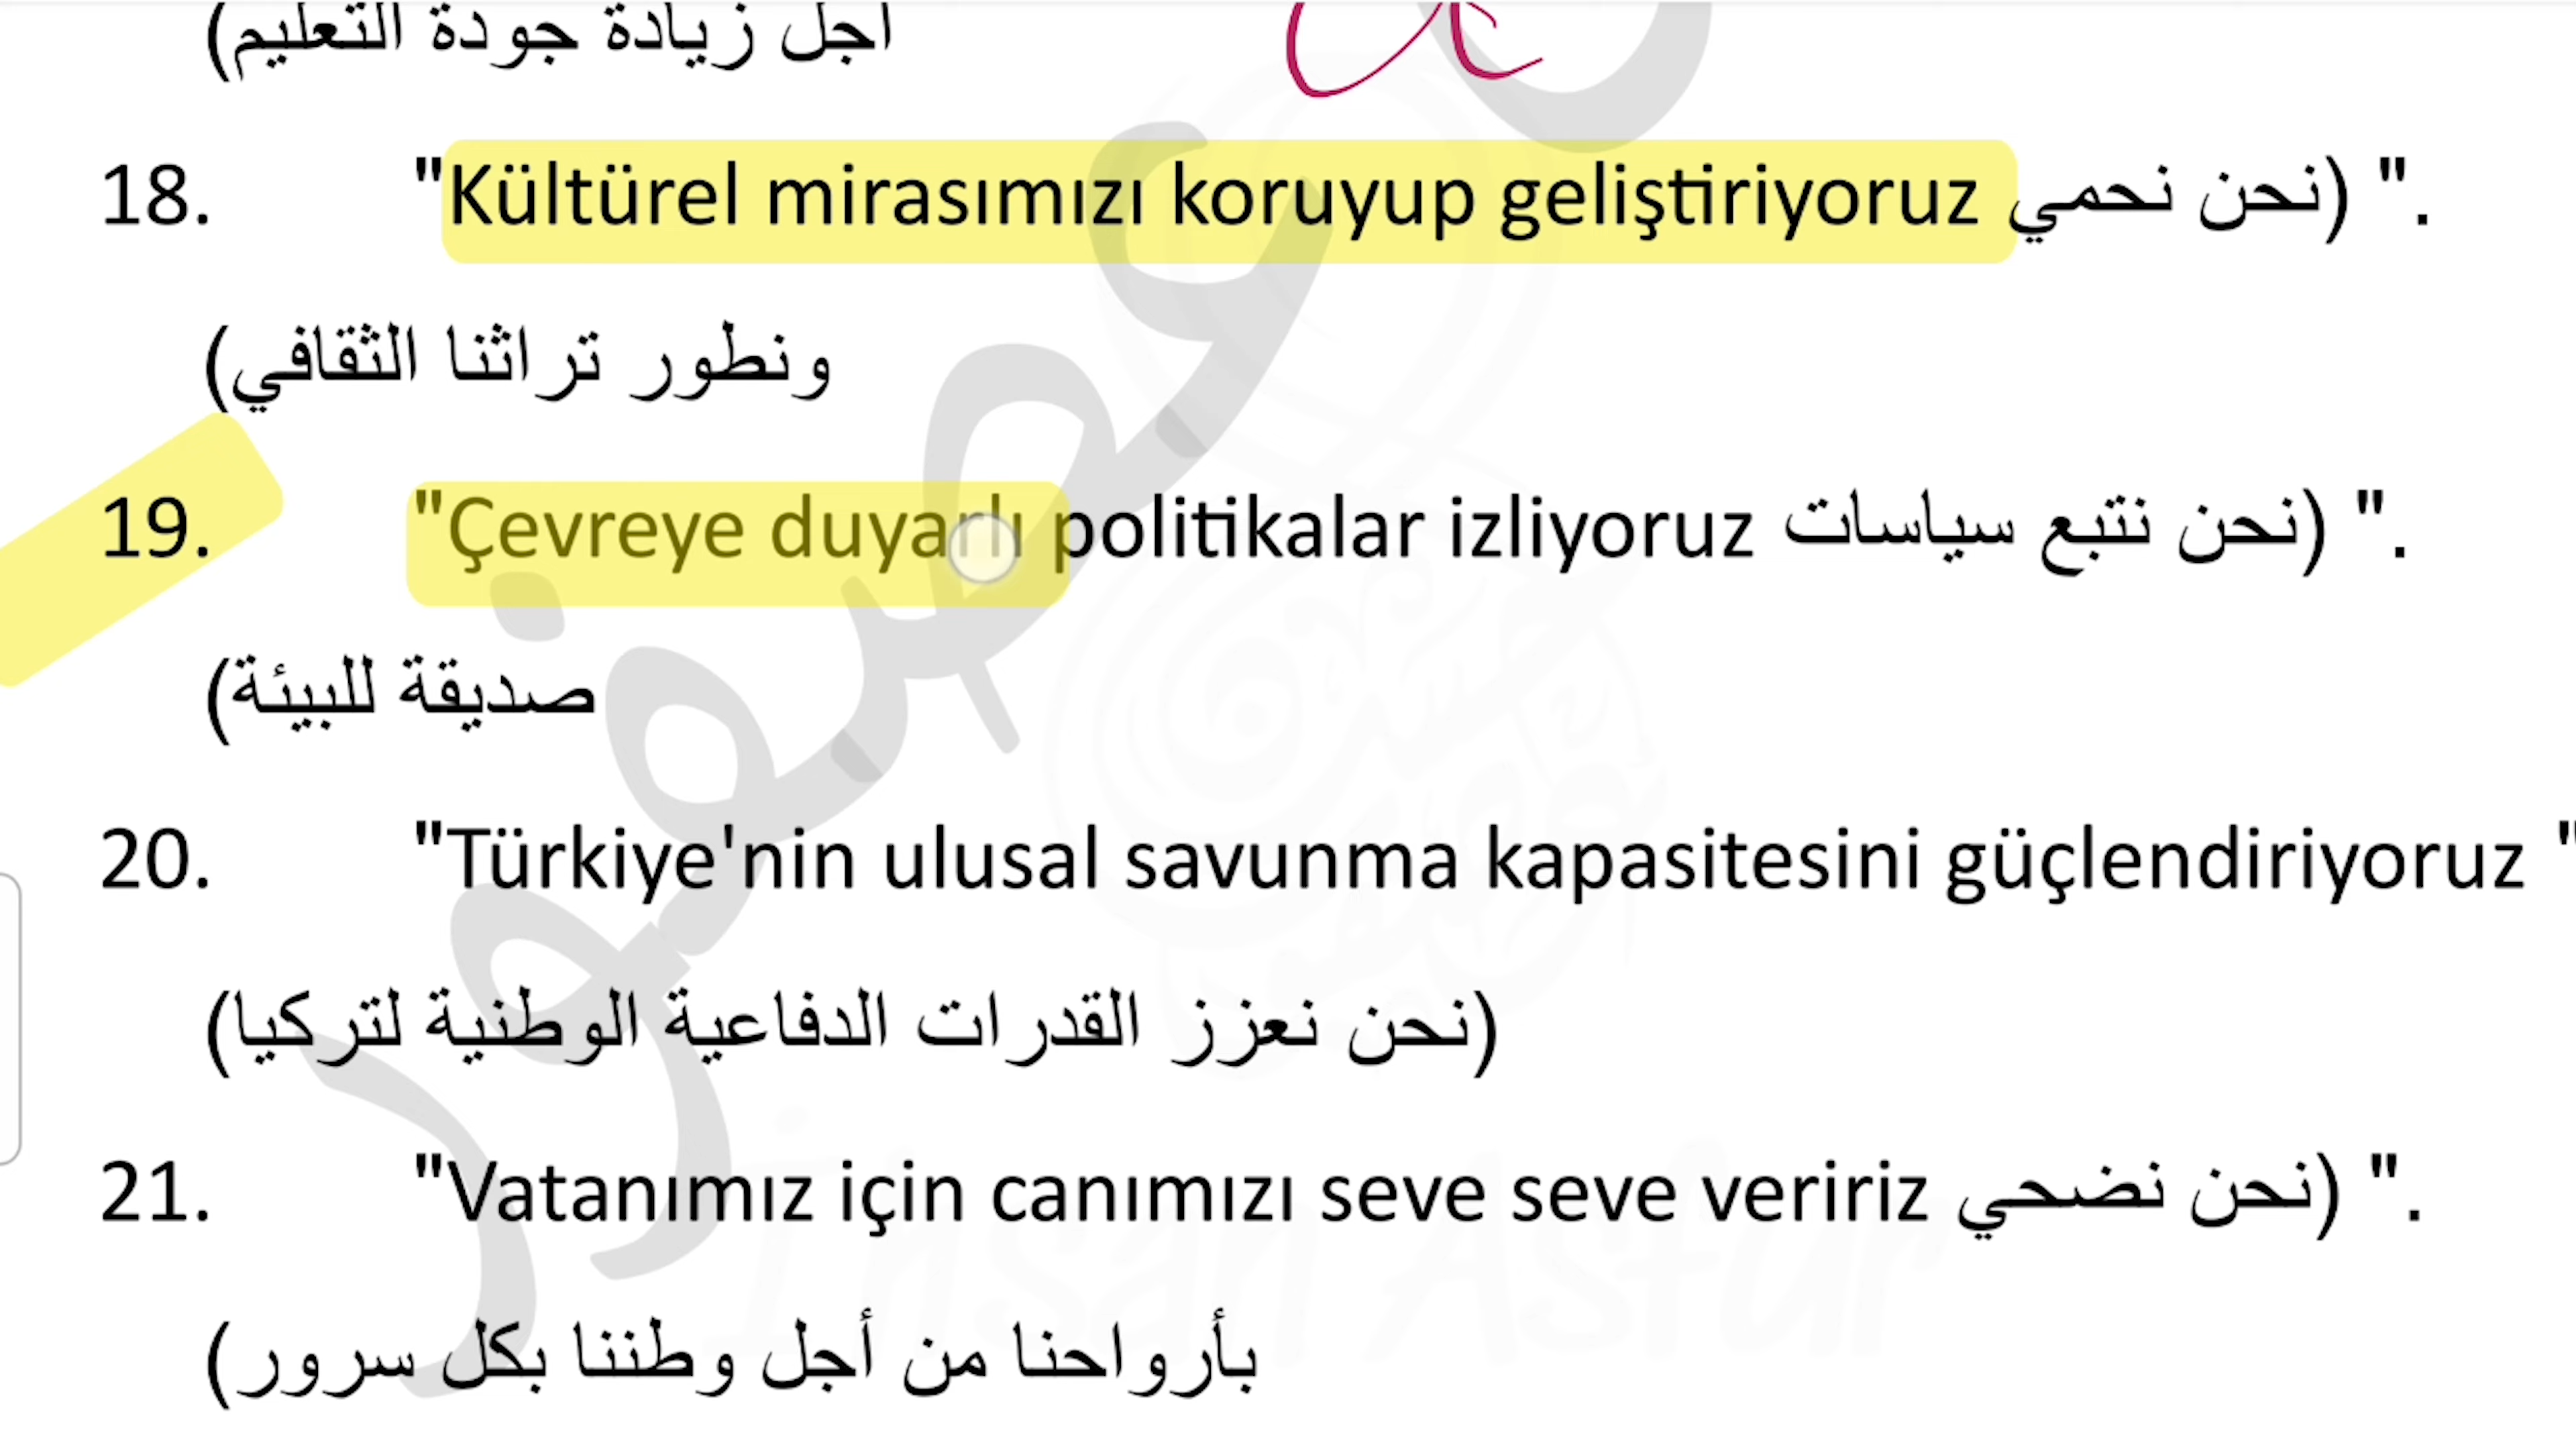 أجل زيادة جودة التعليم)
18. "Kültürel mirasımızı koruyup geliştiriyoruz (نحن نحمي ".
ونطور تراثنا الثقافي)
19. "Çevreye duyarlı politikalar izliyoruz (نحن نتبع سياسات ".
صديقة للبيئة)
20. "Türkiye'nin ulusal savunma kapasitesini güçlendiriyoruz "
(نحن نعزز القدرات الدفاعية الوطنية لتركيا)
21. "Vatanımız için canımızı seve seve veririz (نحن نضحي ".
بأرواحنا من أجل وطننا بكل سرور)
İhsan Astur